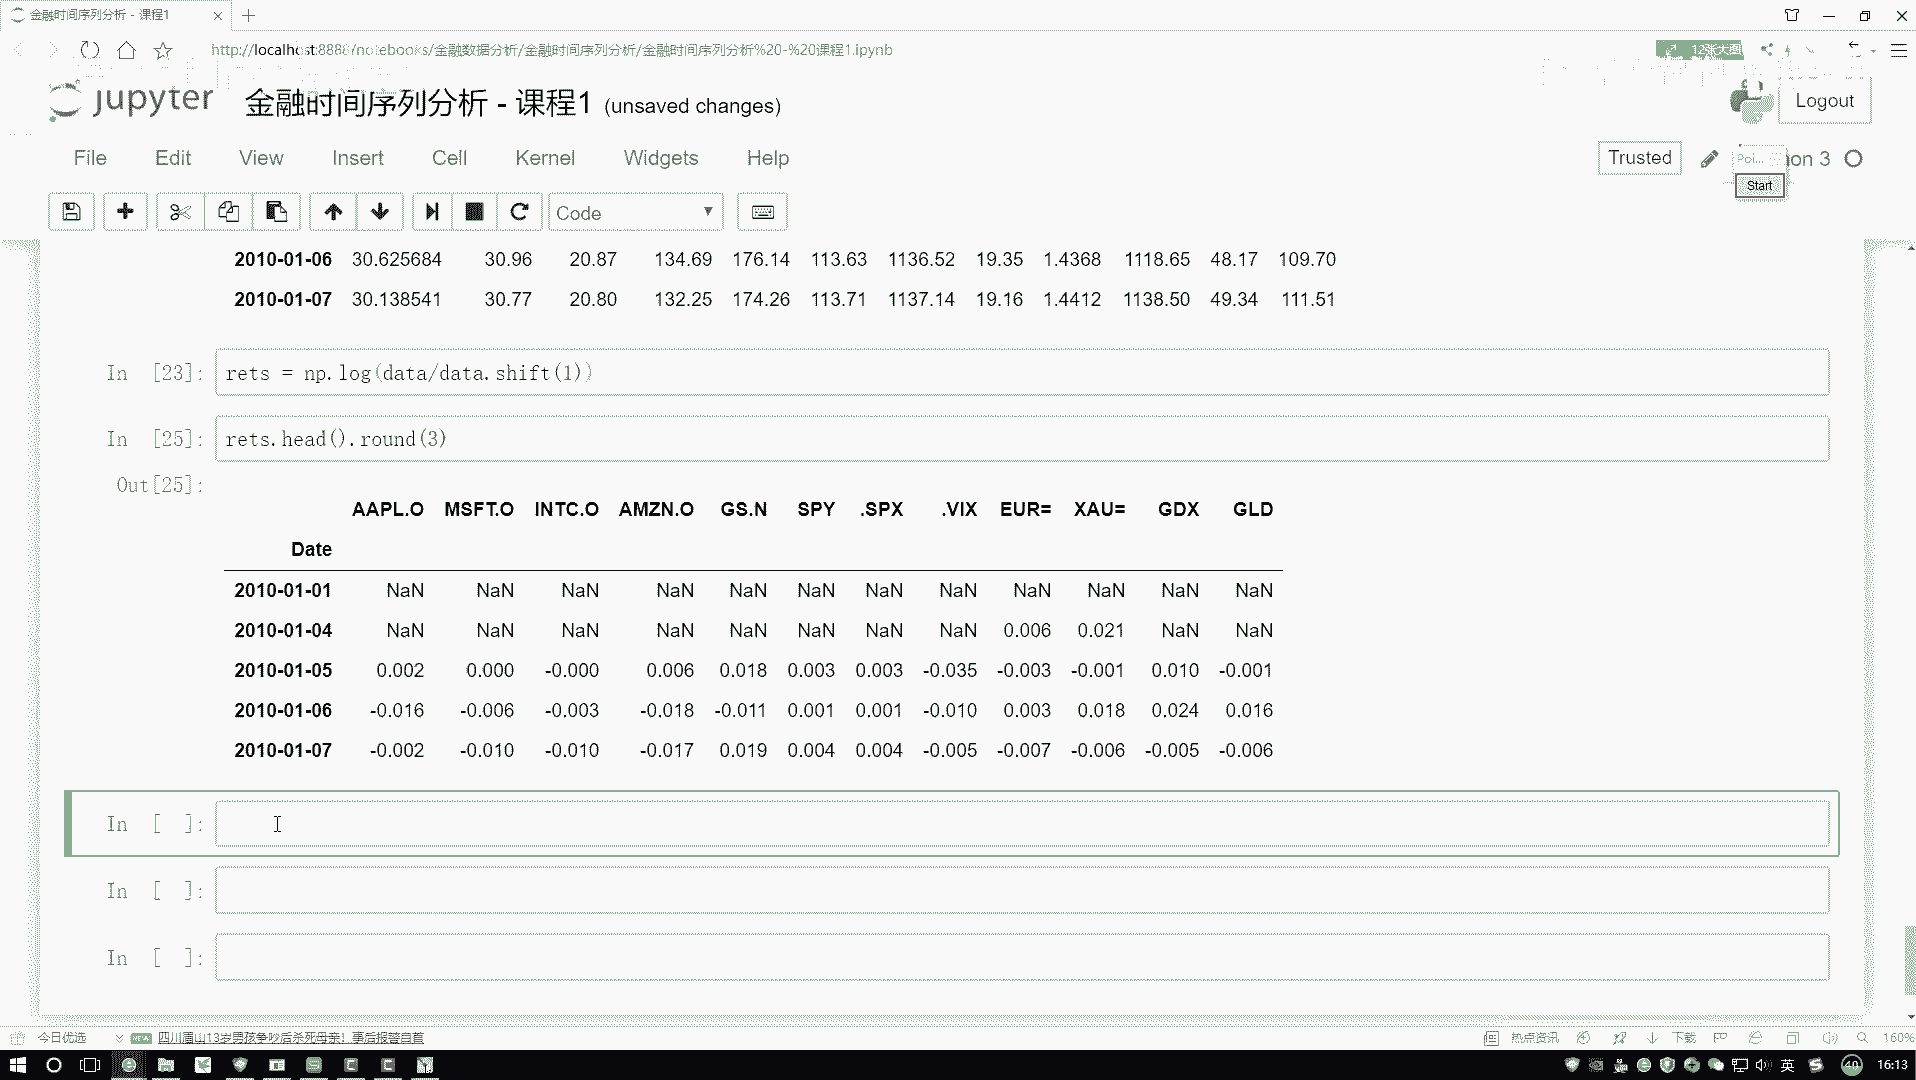 金融时间序列分析 - 课程1
http://localhost:8888/notebooks/金融数据分析/金融时间序列分析/金融时间序列分析%20-%20课程1.ipynb
12张大图
jupyter 金融时间序列分析 - 课程1 (unsaved changes)
Logout
File Edit View Insert Cell Kernel Widgets Help
Trusted
Poi...
on 3
Start
Code
2010-01-06 30.625684 30.96 20.87 134.69 176.14 113.63 1136.52 19.35 1.4368 1118.65 48.17 109.70
2010-01-07 30.138541 30.77 20.80 132.25 174.26 113.71 1137.14 19.16 1.4412 1138.50 49.34 111.51
In [23]: rets = np.log(data/data.shift(1))
In [25]: rets.head().round(3)
Out[25]:
AAPL.O MSFT.O INTC.O AMZN.O GS.N SPY .SPX .VIX EUR= XAU= GDX GLD
Date
2010-01-01 NaN NaN NaN NaN NaN NaN NaN NaN NaN NaN NaN NaN
2010-01-04 NaN NaN NaN NaN NaN NaN NaN NaN 0.006 0.021 NaN NaN
2010-01-05 0.002 0.000 -0.000 0.006 0.018 0.003 0.003 -0.035 -0.003 -0.001 0.010 -0.001
2010-01-06 -0.016 -0.006 -0.003 -0.018 -0.011 0.001 0.001 -0.010 0.003 0.018 0.024 0.016
2010-01-07 -0.002 -0.010 -0.010 -0.017 0.019 0.004 0.004 -0.005 -0.007 -0.006 -0.005 -0.006
In [ ]:
In [ ]:
In [ ]:
今日优选
NEW
四川眉山13岁男孩争吵后杀死母亲！事后报警自首
热点资讯
下载
160%
英
40
16:13